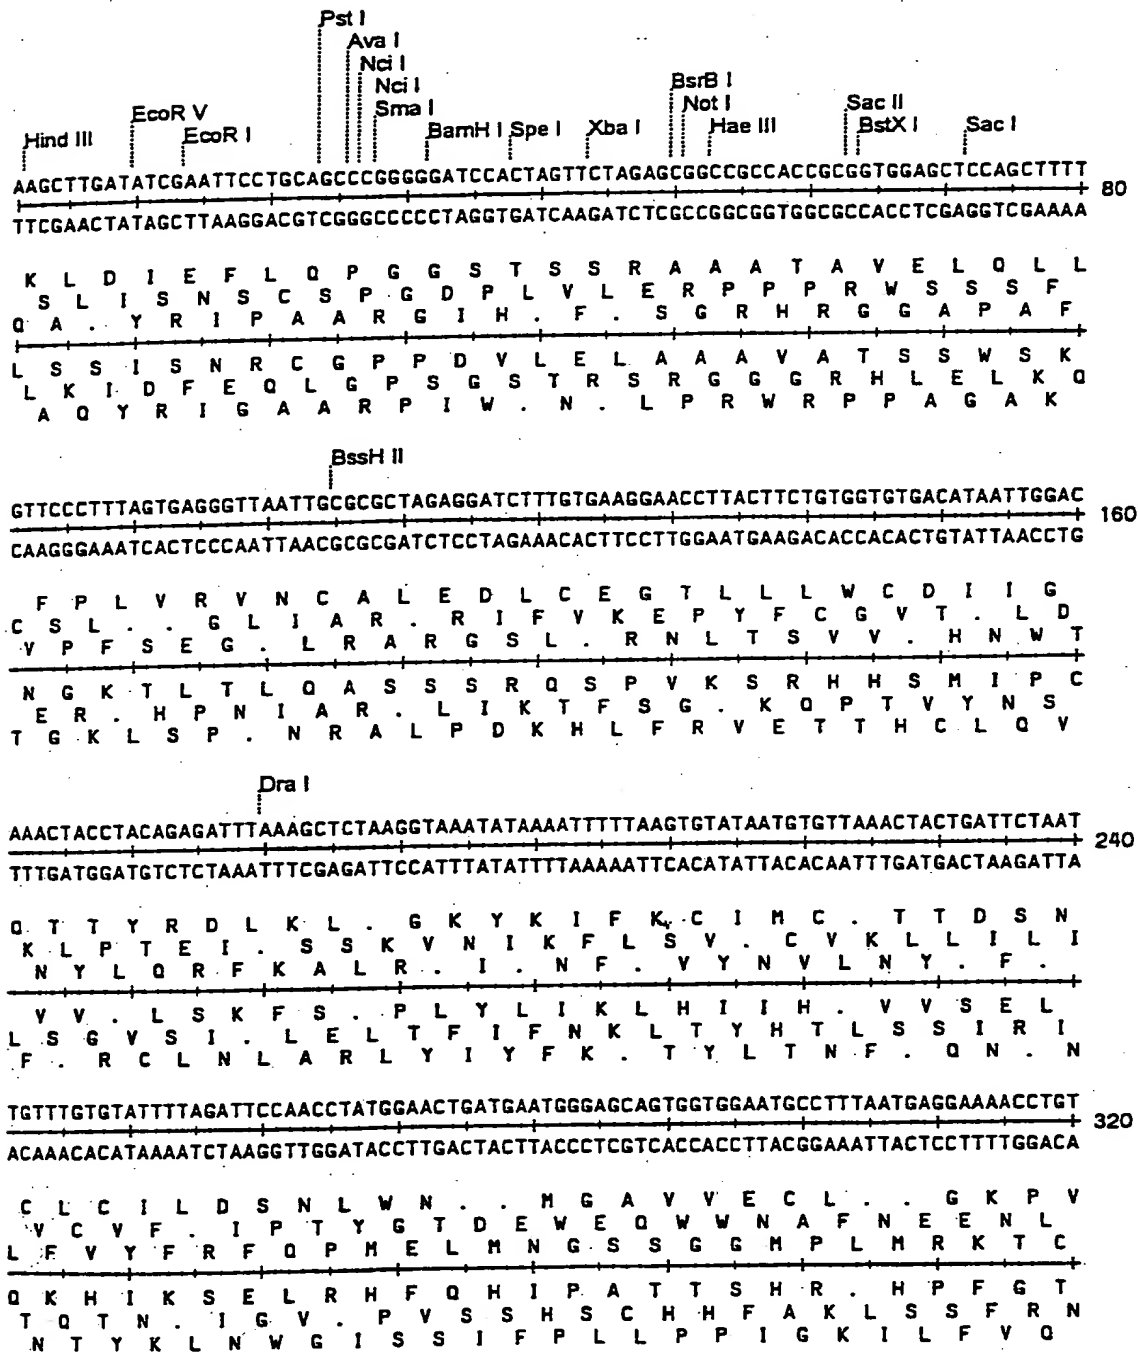 Pst I
Ava I
Nci I
Nci I
BsrB I
EcoR V
Sma I
Not I
Sac II
Hind III
EcoR I
BamH I
Spe I
Xba I
Hae III
BstX I
Sac I
AAGCTTGATATCGAATTCCTGCAGCCCGGGGGATCCACTAGTTCTAGAGCGGCCGCCACCGCGGTGGAGCTCCAGCTTTT
80
TTCGAACTATAGCTTAAGGACGTCGGGCCCCCTAGGTGATCAAGATCTCGCCGGCGGTGGCGCCACCTCGAGGTCGAAAA
K L D I E F L Q P G G S T S S R A A A T A V E L Q L L
S L I S N S C S P G D P L V L E R P P P R W S S S F
Q A . Y R I P A A R G I H . F . S G R H R G G A P A F
L S S I S N R C G P P D V L E L A A A V A T S S W S K
L K I D F E Q L G P S G S T R S R G G G R H L E L K Q
A Q Y R I G A A R P I W . N . L P R W R P P A G A K
BssH II
GTTCCCTTTAGTGAGGGTTAATTGCGCGCTAGAGGATCTTTGTGAAGGAACCTTACTTCTGTGGTGTGACATAATTGGAC
160
CAAGGGAAATCACTCCCAATTAACGCGCGATCTCCTAGAAACACTTCCTTGGAATGAAGACACCACACTGTATTAACCTG
F P L V R V N C A L E D L C E G T L L L W C D I I G
C S L . . G L I A R . R I F V K E P Y F C G V T . L D
V P F S E G . L R A R G S L . R N L T S V V . H N W T
N G K T L T L Q A S S S R Q S P V K S R H H S M I P C
E R . H P N I A R . L I K T F S G . K Q P T V Y N S
T G K L S P . N R A L P D K H L F R V E T T H C L Q V
Dra I
AAACTACCTACAGAGATTTAAAGCTCTAAGGTAAATATAAAATTTTTAAGTGTATAATGTGTTAAACTACTGATTCTAAT
240
TTTGATGGATGTCTCTAAATTTCGAGATTCCATTTATATTTTAAAAATTCACATATTACACAATTTGATGACTAAGATTA
Q T T Y R D L K L . G K Y K I F K C I M C . T T D S N
K L P T E I . S S K V N I K F L S V . C V K L L I L I
N Y L Q R F K A L R . I . N F . V Y N V L N Y . F .
V V . L S K F S . P L Y L I K L H I I H . V V S E L
L S G V S I . L E L T F I F N K L T Y H T L S S I R I
F . R C L N L A R L Y I Y F K . T Y L T N F . Q N . N
TGTTTGTGTATTTTAGATTCCAACCTATGGAACTGATGAATGGGAGCAGTGGTGGAATGCCTTTAATGAGGAAAACCTGT
320
ACAAACACATAAAATCTAAGGTTGGATACCTTGACTACTTACCCTCGTCACCACCTTACGGAAATTACTCCTTTTGGACA
C L C I L D S N L W N . . M G A V V E C L . . G K P V
V C V F . I P T Y G T D E W E Q W W N A F N E E N L
L F V Y F R F Q P M E L M N G S S G G M P L M R K T C
Q K H I K S E L R H F Q H I P A T T S H R . H P F G T
T Q T N . I G V . P V S S H S C H H F A K L S S F R N
N T Y K L N W G I S S I F P L L P P I G K I L F V Q